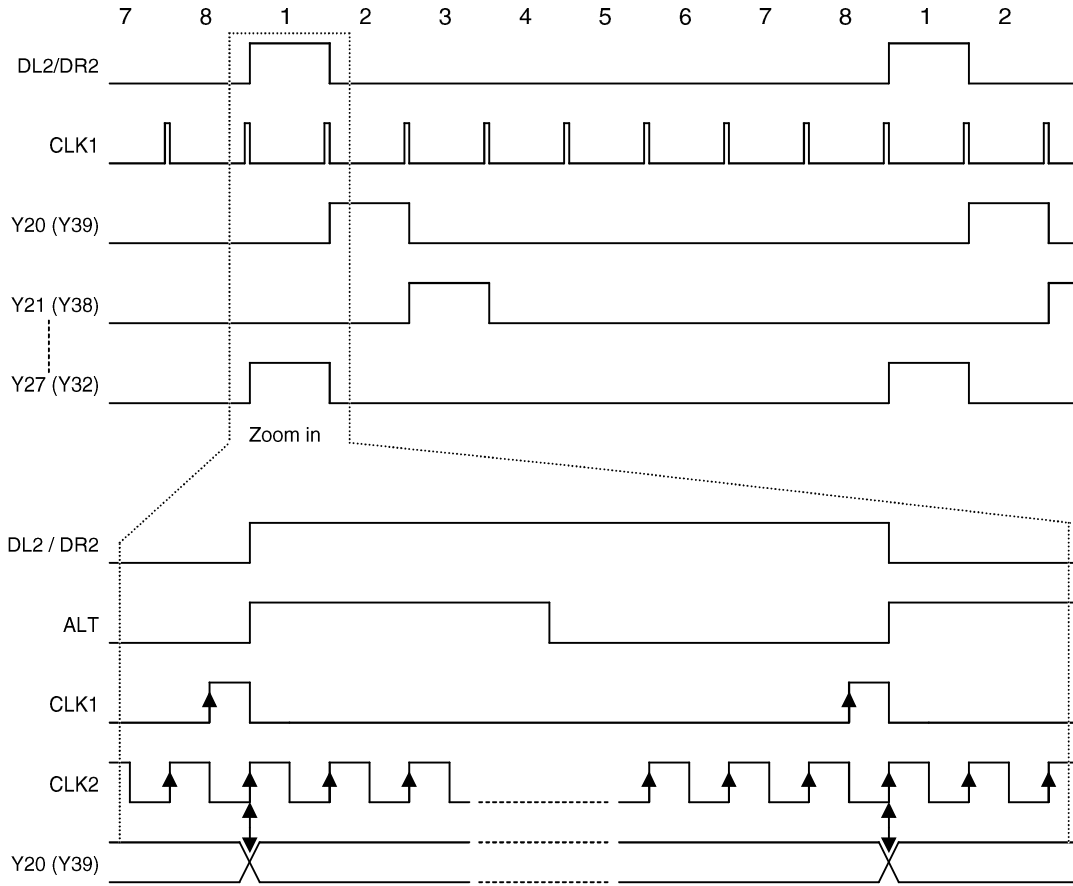 7 8 1 2 3 4 5 6 7 8 1 2
DL2/DR2
CLK1
Y20 (Y39)
Y21 (Y38)
Y27 (Y32)
Zoom in
DL2 / DR2
ALT
CLK1
CLK2
Y20 (Y39)